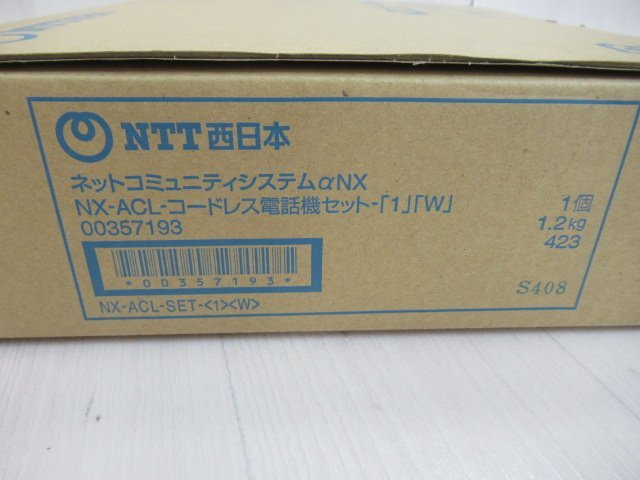 NTT西日本
ネットコミュニティシステムαNX
NX-ACL-コードレス電話機セット-「1」「W」
00357193
1個
1.2kg
423
*00357193*
NX-ACL-SET-<1><W>
S408